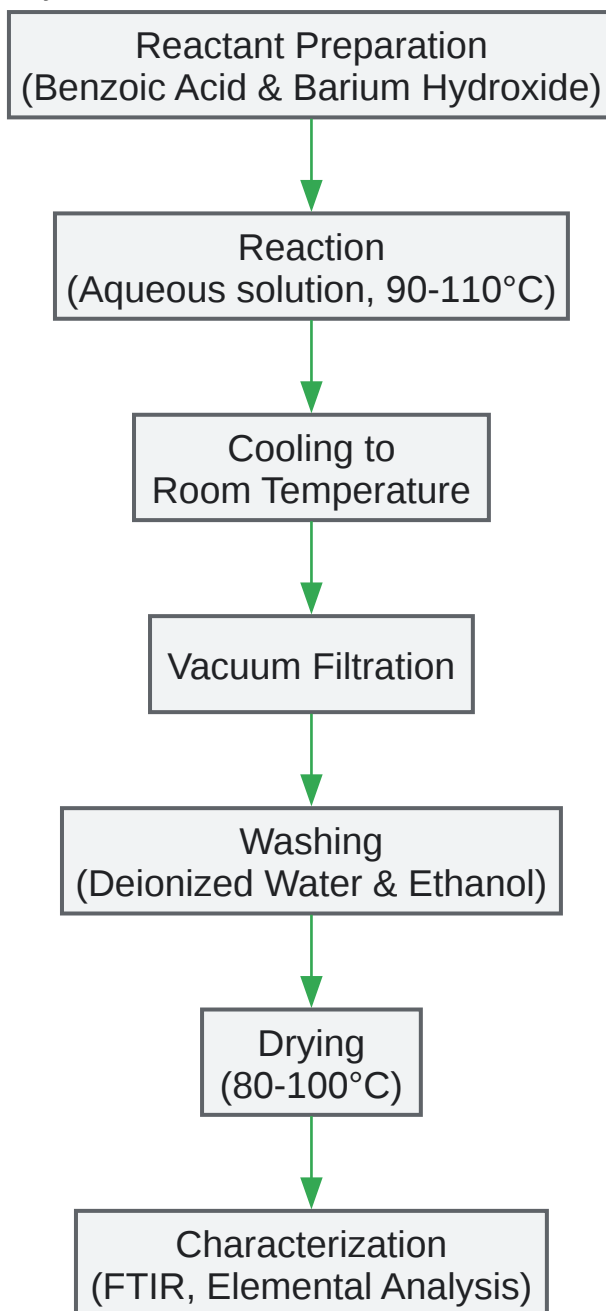 Reactant Preparation
(Benzoic Acid & Barium Hydroxide)
Reaction
(Aqueous solution, 90-110°C)
Cooling to
Room Temperature
Vacuum Filtration
Washing
(Deionized Water & Ethanol)
Drying
(80-100°C)
Characterization
(FTIR, Elemental Analysis)